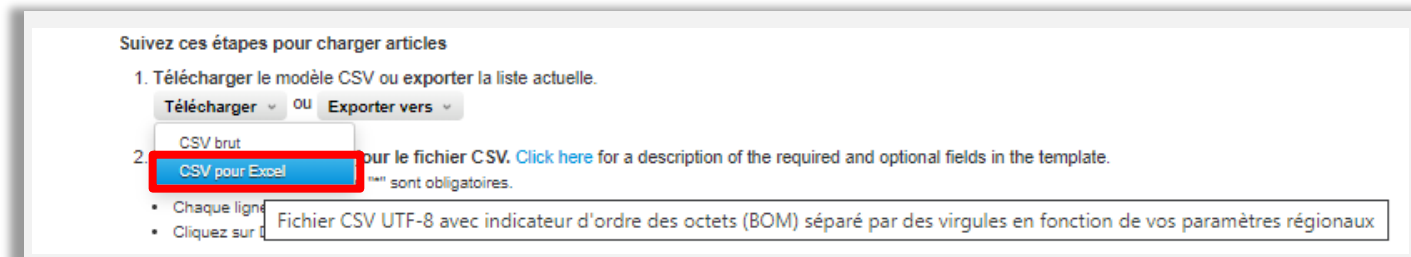 Suivez ces étapes pour charger articles
1. Télécharger le modèle CSV ou exporter la liste actuelle.
Télécharger ou Exporter vers
CSV brut
2. our le fichier CSV. Click here for a description of the required and optional fields in the template.
CSV pour Excel
"*" sont obligatoires.
• Chaque ligne
Fichier CSV UTF-8 avec indicateur d'ordre des octets (BOM) séparé par des virgules en fonction de vos paramètres régionaux
• Cliquez sur